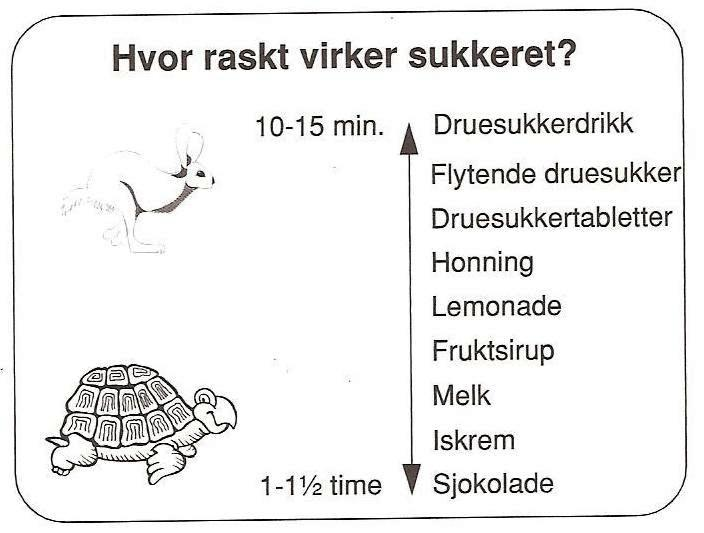 Hvor raskt virker sukkeret?
10-15 min. Druesukkerdrikk
Flytende druesukker
Druesukkertabletter
Honning
Lemonade
Fruktsirup
Melk
Iskrem
1-1½ time Sjokolade